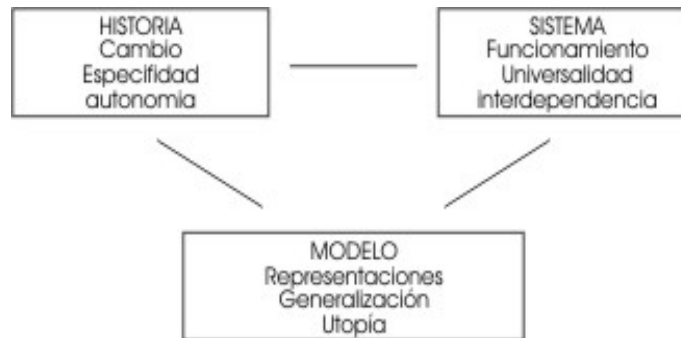 HISTORIA
Cambio
Especifidad
autonomia
SISTEMA
Funcionamiento
Universalidad
interdependencia
MODELO
Representaciones
Generalización
Utopía